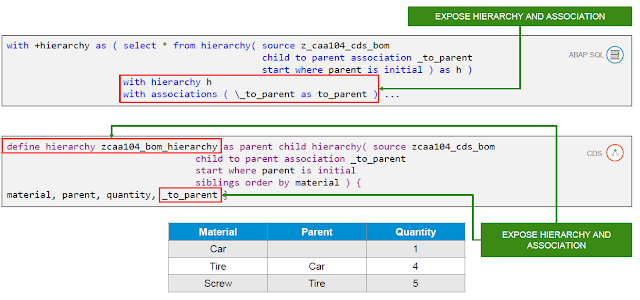 EXPOSE HIERARCHY AND ASSOCIATION
with +hierarchy as ( select * from hierarchy( source z_caa104_cds_bom
child to parent association _to_parent
start where parent is initial ) as h )
with hierarchy h
with associations ( \_to_parent as to_parent ) ...
ABAP SQL
define hierarchy zcaa104_bom_hierarchy as parent child hierarchy( source zcaa104_cds_bom
child to parent association _to_parent
start where parent is initial
siblings order by material ) {
material, parent, quantity, _to_parent }
CDS
EXPOSE HIERARCHY AND
ASSOCIATION
Material Parent Quantity
Car 1
Tire Car 4
Screw Tire 5